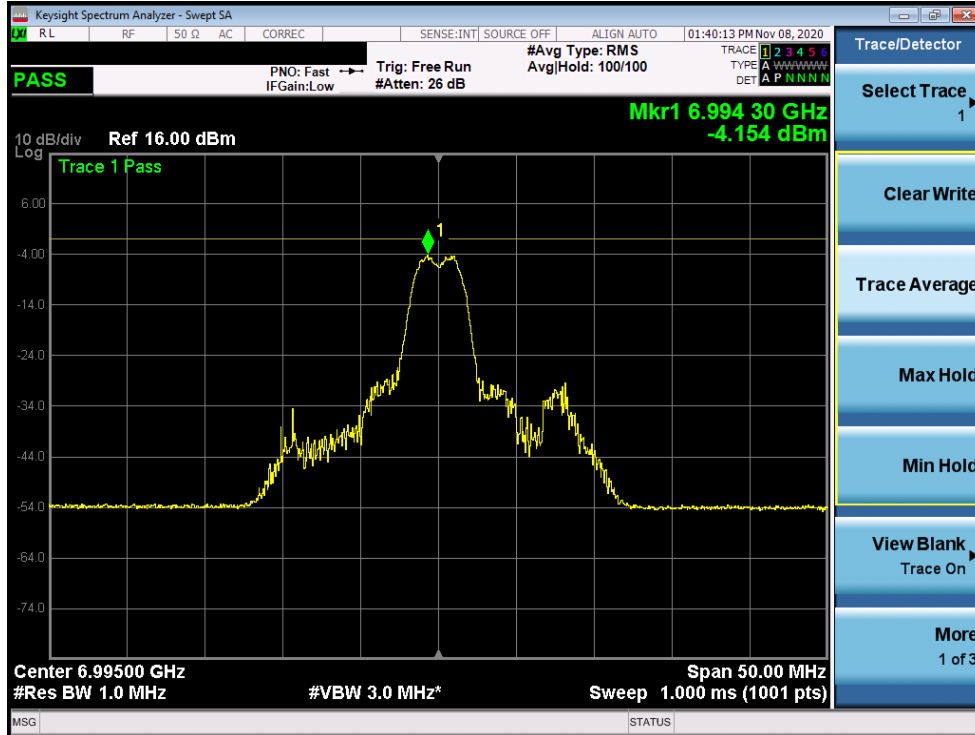 Keysight Spectrum Analyzer - Swept SA
LXI RL RF 50 Ω AC CORREC SENSE:INT SOURCE OFF ALIGN AUTO 01:40:13 PM Nov 08, 2020
PASS
PNO: Fast
IFGain:Low
Trig: Free Run
#Atten: 26 dB
#Avg Type: RMS
Avg|Hold: 100/100
TRACE 1 2 3 4 5 6
TYPE A WWWWW
DET A P N N N N
Mkr1 6.994 30 GHz
-4.154 dBm
10 dB/div Ref 16.00 dBm
Log
Trace 1 Pass
1
6.00
-4.00
-14.0
-24.0
-34.0
-44.0
-54.0
-64.0
-74.0
Center 6.99500 GHz Span 50.00 MHz
#Res BW 1.0 MHz #VBW 3.0 MHz* Sweep 1.000 ms (1001 pts)
MSG STATUS
Trace/Detector
Select Trace
1
Clear Write
Trace Average
Max Hold
Min Hold
View Blank
Trace On
More
1 of 3